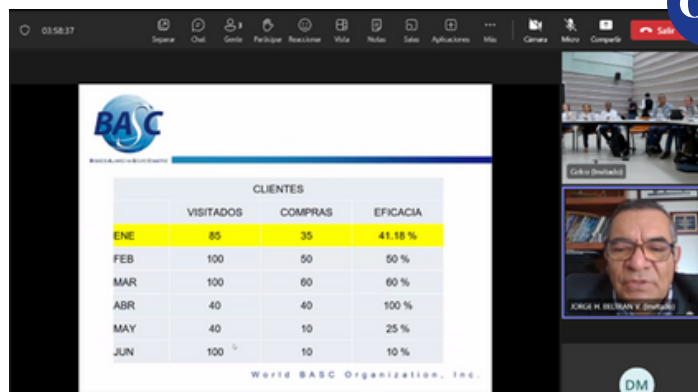 03:58:37
Separar Chat Gente Participar Reaccionar Vista Notas Salas Aplicaciones Más Cámara Micro Compartir Salir
BASC
CLIENTES
VISITADOS COMPRAS EFICACIA
ENE 85 35 41.18 %
FEB 100 50 50 %
MAR 100 60 60 %
ABR 40 40 100 %
MAY 40 10 25 %
JUN 100 10 10 %
World BASC Organization, Inc.
(Invitado)
JORGE H. BELTRAN V. (Invitado)
DM